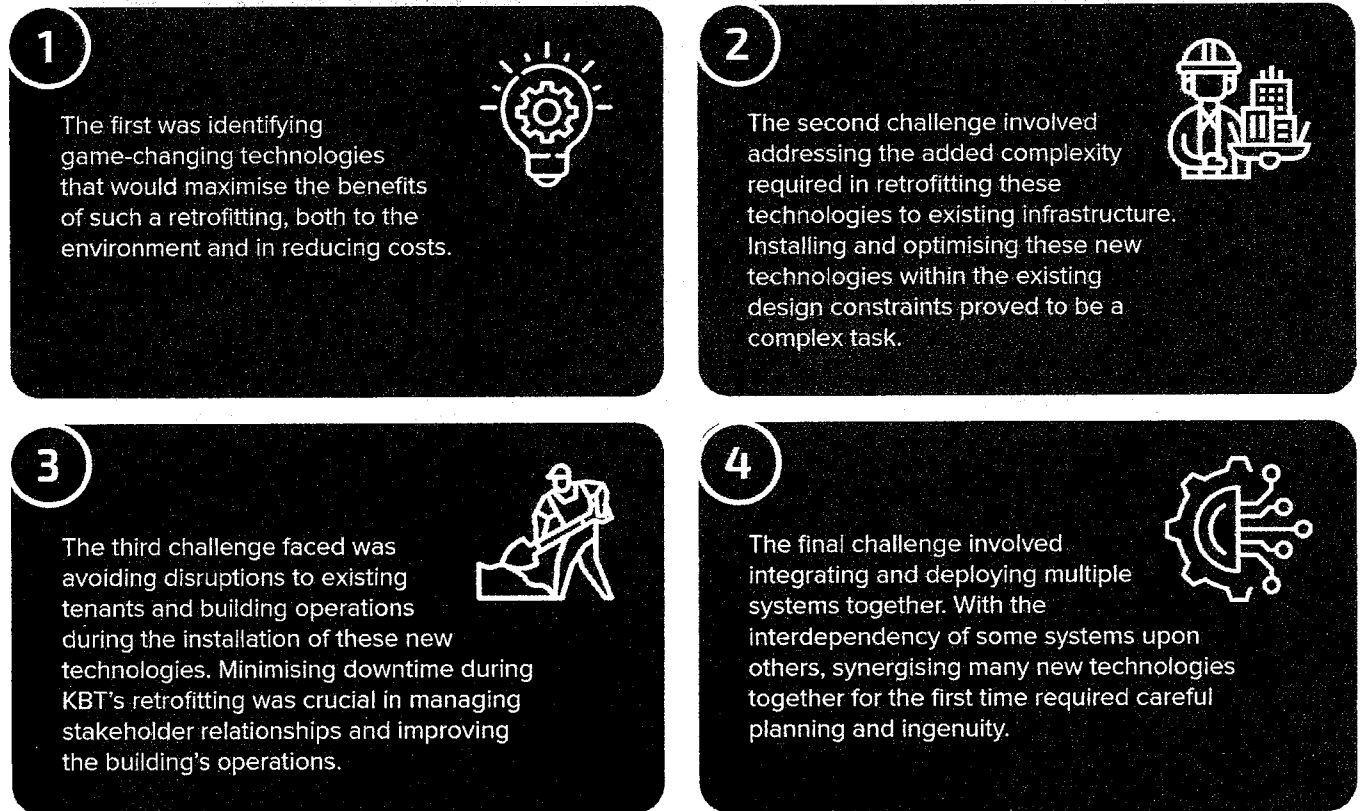 1
The first was identifying
game-changing technologies
that would maximise the benefits
of such a retrofitting, both to the
environment and in reducing costs.
2
The second challenge involved
addressing the added complexity
required in retrofitting these
technologies to existing infrastructure.
Installing and optimising these new
technologies within the existing
design constraints proved to be a
complex task.
3
The third challenge faced was
avoiding disruptions to existing
tenants and building operations
during the installation of these new
technologies. Minimising downtime during
KBT's retrofitting was crucial in managing
stakeholder relationships and improving
the building's operations.
4
The final challenge involved
integrating and deploying multiple
systems together. With the
interdependency of some systems upon
others, synergising many new technologies
together for the first time required careful
planning and ingenuity.